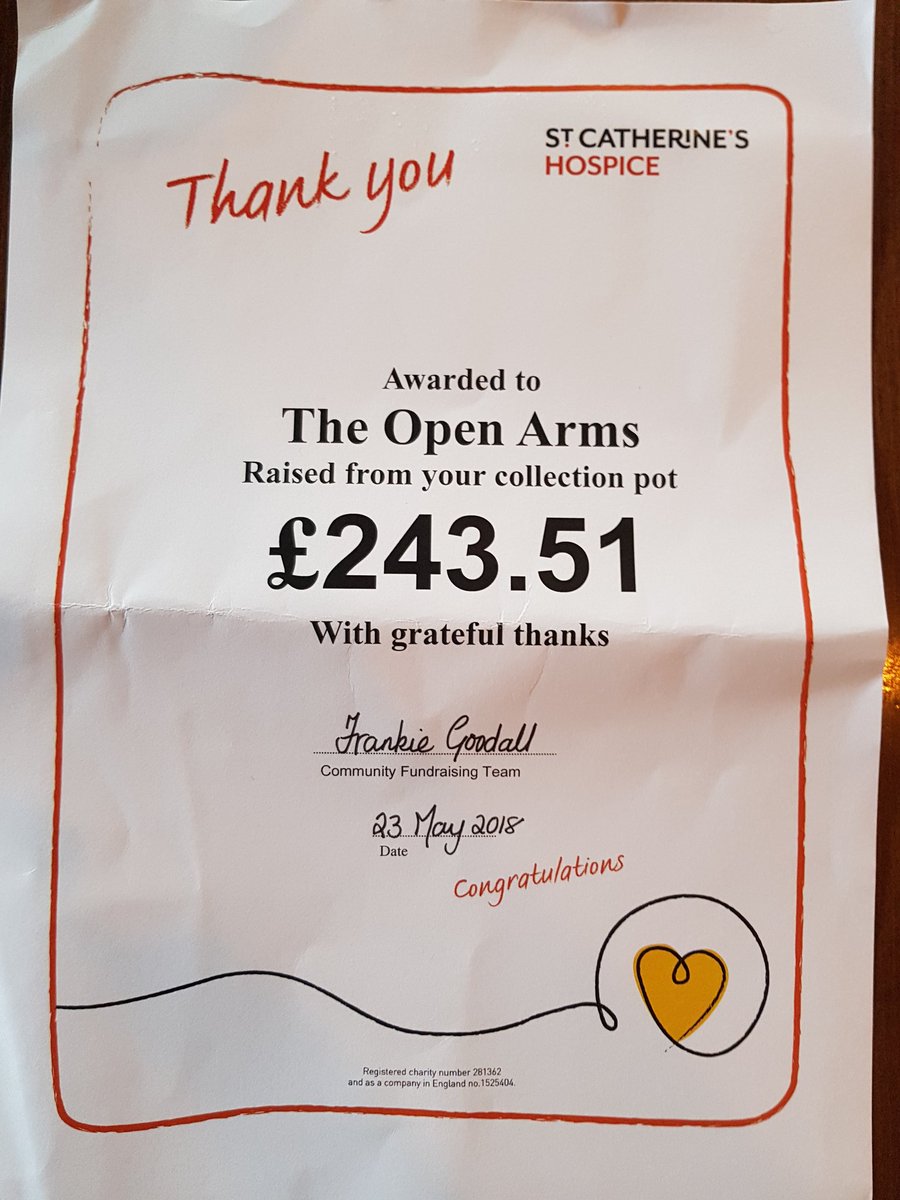 Thank you
ST CATHERINE'S
HOSPICE
Awarded to
The Open Arms
Raised from your collection pot
£243.51
With grateful thanks
Frankie Goodall
Community Fundraising Team
23 May 2018
Date
Congratulations
Registered charity number 281362
and as a company in England no.1525404.